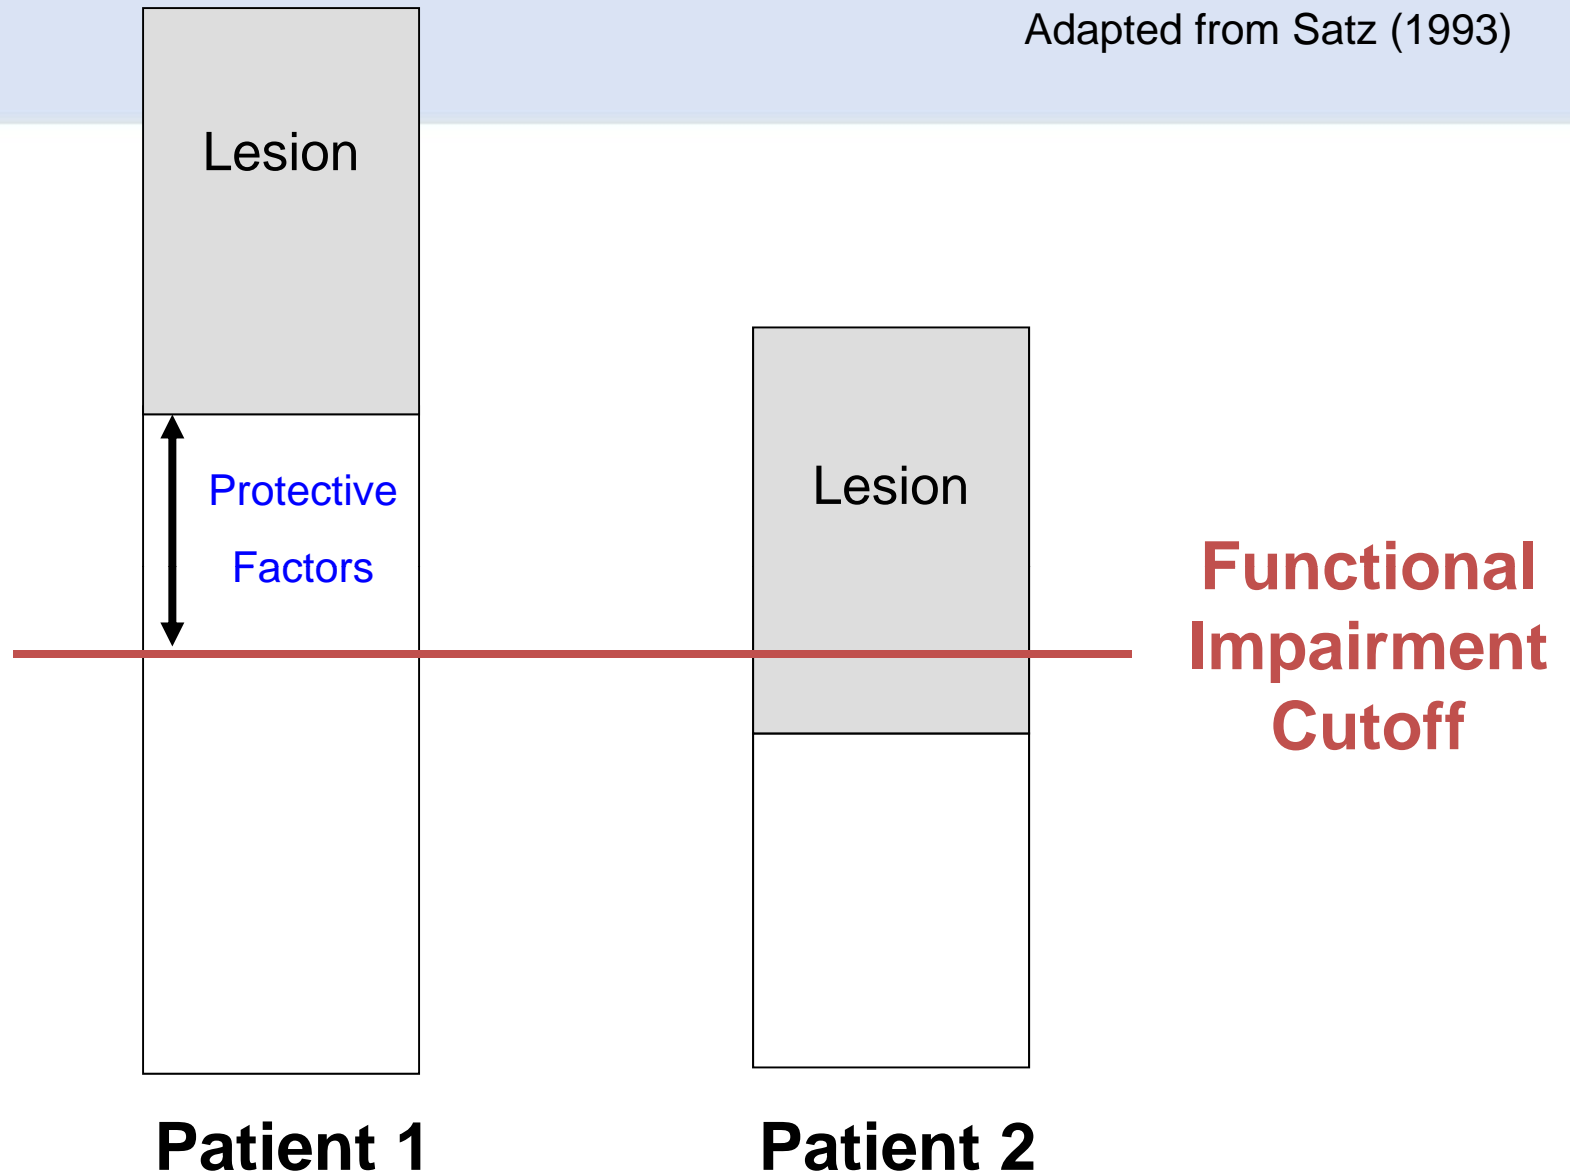 Adapted from Satz (1993)
Lesion
Protective
Factors
Lesion
Functional
Impairment
Cutoff
Patient 1
Patient 2